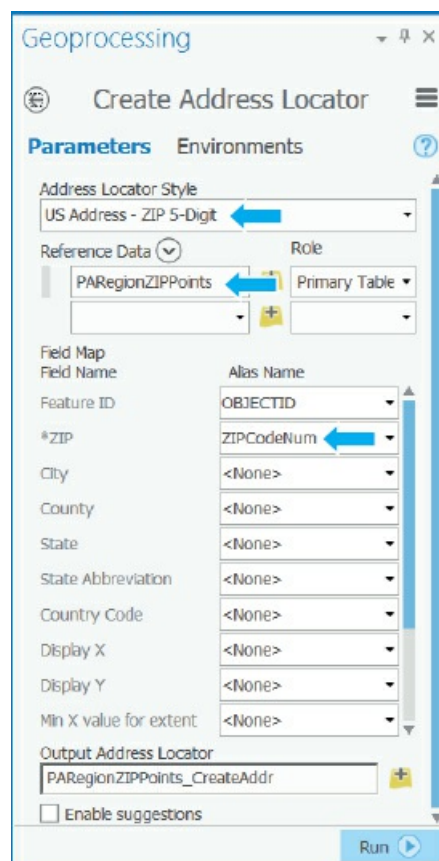 Geoprocessing
Create Address Locator
Parameters Environments
Address Locator Style
US Address - ZIP 5-Digit
Reference Data Role
PARegionZIPPoints Primary Table
Field Map
Field Name Alias Name
Feature ID OBJECTID
*ZIP ZIPCodeNum
City <None>
County <None>
State <None>
State Abbreviation <None>
Country Code <None>
Display X <None>
Display Y <None>
Min X value for extent <None>
Output Address Locator
PARegionZIPPoints_CreateAddr
Enable suggestions
Run